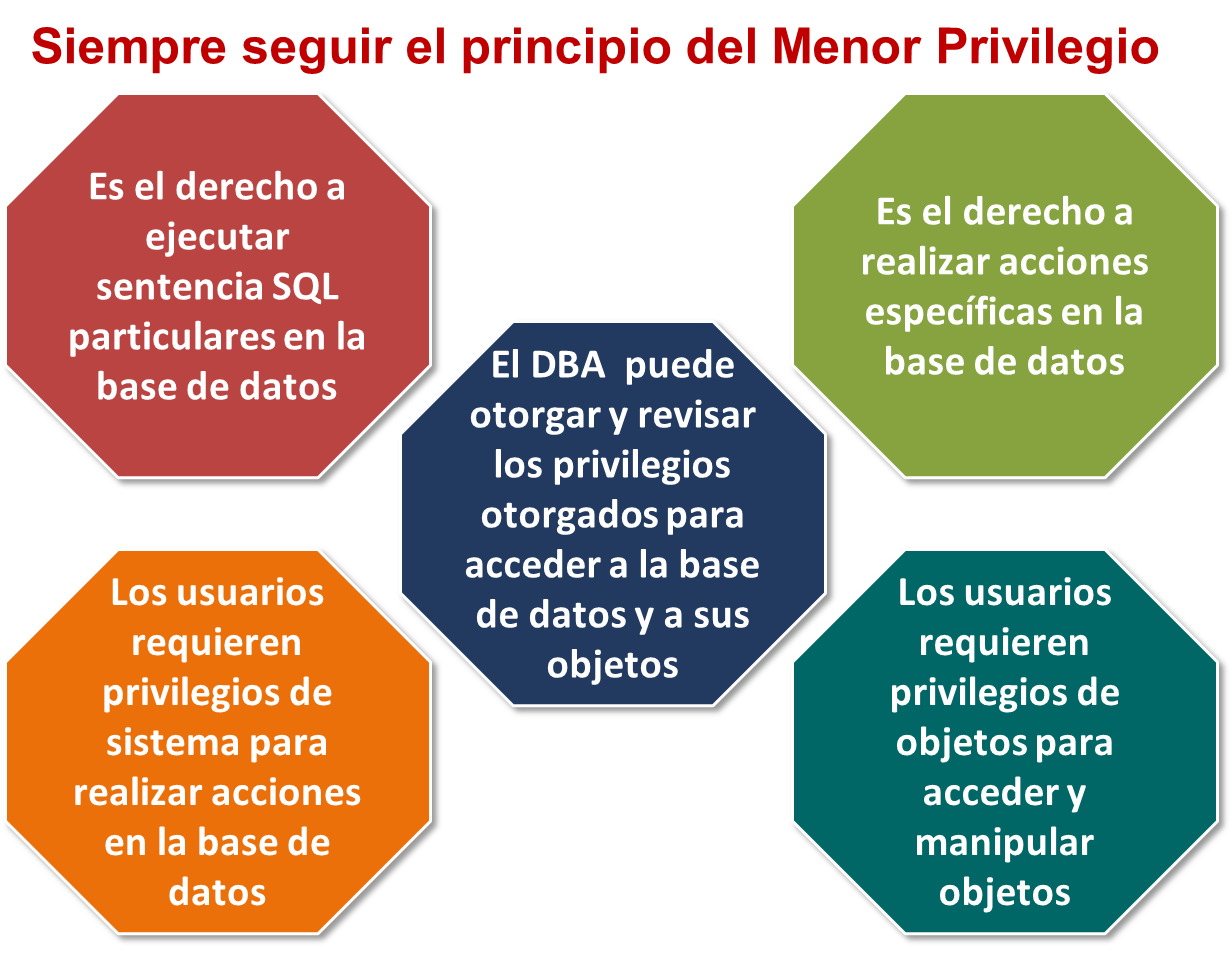 Siempre seguir el principio del Menor Privilegio
Es el derecho a
ejecutar
sentencia SQL
particulares en la
base de datos
Es el derecho a
realizar acciones
específicas en la
base de datos
El DBA  puede
otorgar y revisar
los privilegios
otorgados para
acceder a la base
de datos y a sus
objetos
Los usuarios
requieren
privilegios de
sistema para
realizar acciones
en la base de
datos
Los usuarios
requieren
privilegios de
objetos para
acceder y
manipular
objetos